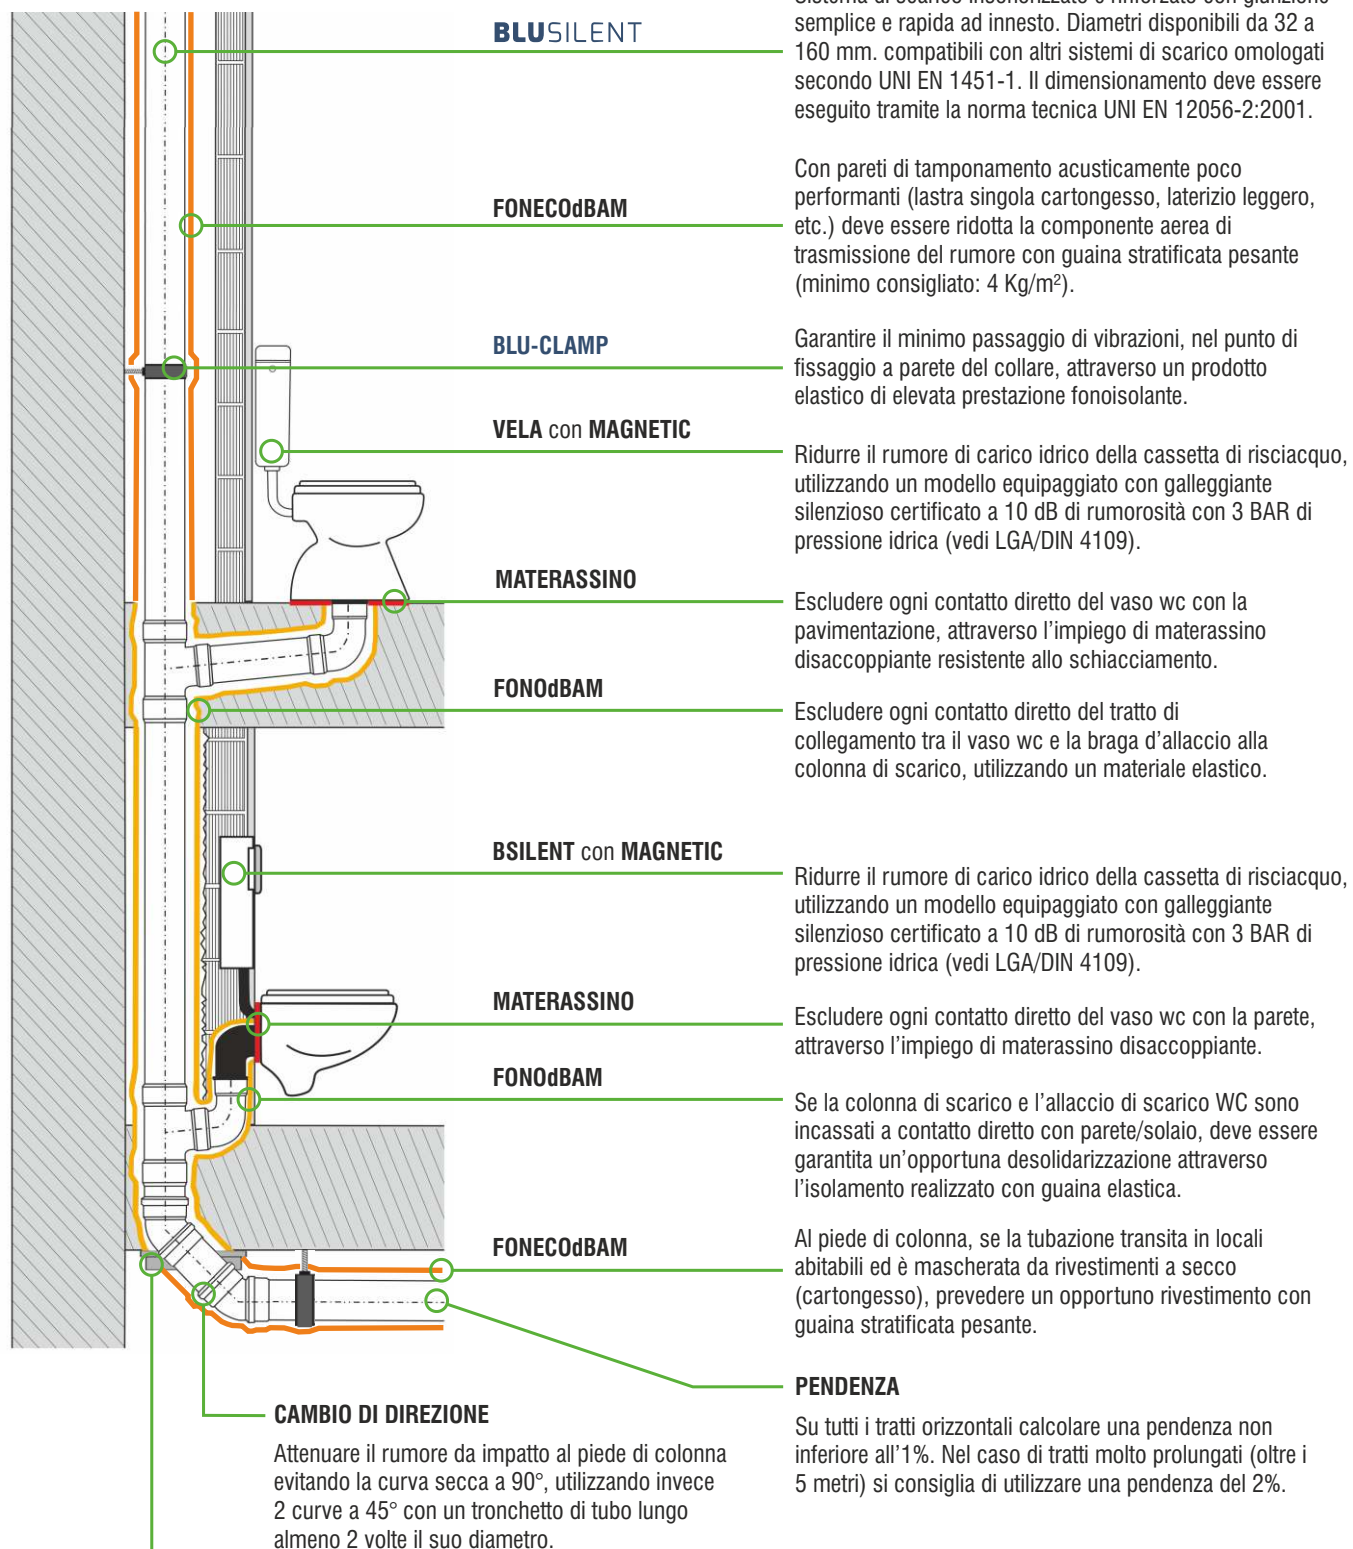 Sistema di scarico insonorizzato e rinforzato con giunzione
BLUSILENT
semplice e rapida ad innesto. Diametri disponibili da 32 a
160 mm. compatibili con altri sistemi di scarico omologati
secondo UNI EN 1451-1. Il dimensionamento deve essere
eseguito tramite la norma tecnica UNI EN 12056-2:2001.
FONECOdBAM
Con pareti di tamponamento acusticamente poco
performanti (lastra singola cartongesso, laterizio leggero,
etc.) deve essere ridotta la componente aerea di
trasmissione del rumore con guaina stratificata pesante
(minimo consigliato: 4 Kg/m²).
BLU-CLAMP
Garantire il minimo passaggio di vibrazioni, nel punto di
fissaggio a parete del collare, attraverso un prodotto
elastico di elevata prestazione fonoisolante.
VELA con MAGNETIC
Ridurre il rumore di carico idrico della cassetta di risciacquo,
utilizzando un modello equipaggiato con galleggiante
silenzioso certificato a 10 dB di rumorosità con 3 BAR di
pressione idrica (vedi LGA/DIN 4109).
MATERASSINO
Escludere ogni contatto diretto del vaso wc con la
pavimentazione, attraverso l’impiego di materassino
disaccoppiante resistente allo schiacciamento.
FONOdBAM
Escludere ogni contatto diretto del tratto di
collegamento tra il vaso wc e la braga d’allaccio alla
colonna di scarico, utilizzando un materiale elastico.
BSILENT con MAGNETIC
Ridurre il rumore di carico idrico della cassetta di risciacquo,
utilizzando un modello equipaggiato con galleggiante
silenzioso certificato a 10 dB di rumorosità con 3 BAR di
pressione idrica (vedi LGA/DIN 4109).
MATERASSINO
Escludere ogni contatto diretto del vaso wc con la parete,
attraverso l’impiego di materassino disaccoppiante.
FONOdBAM
Se la colonna di scarico e l’allaccio di scarico WC sono
incassati a contatto diretto con parete/solaio, deve essere
garantita un’opportuna desolidarizzazione attraverso
l’isolamento realizzato con guaina elastica.
FONECOdBAM
Al piede di colonna, se la tubazione transita in locali
abitabili ed è mascherata da rivestimenti a secco
(cartongesso), prevedere un opportuno rivestimento con
guaina stratificata pesante.
PENDENZA
Su tutti i tratti orizzontali calcolare una pendenza non
inferiore all’1%. Nel caso di tratti molto prolungati (oltre i
5 metri) si consiglia di utilizzare una pendenza del 2%.
CAMBIO DI DIREZIONE
Attenuare il rumore da impatto al piede di colonna
evitando la curva secca a 90°, utilizzando invece
2 curve a 45° con un tronchetto di tubo lungo
almeno 2 volte il suo diametro.